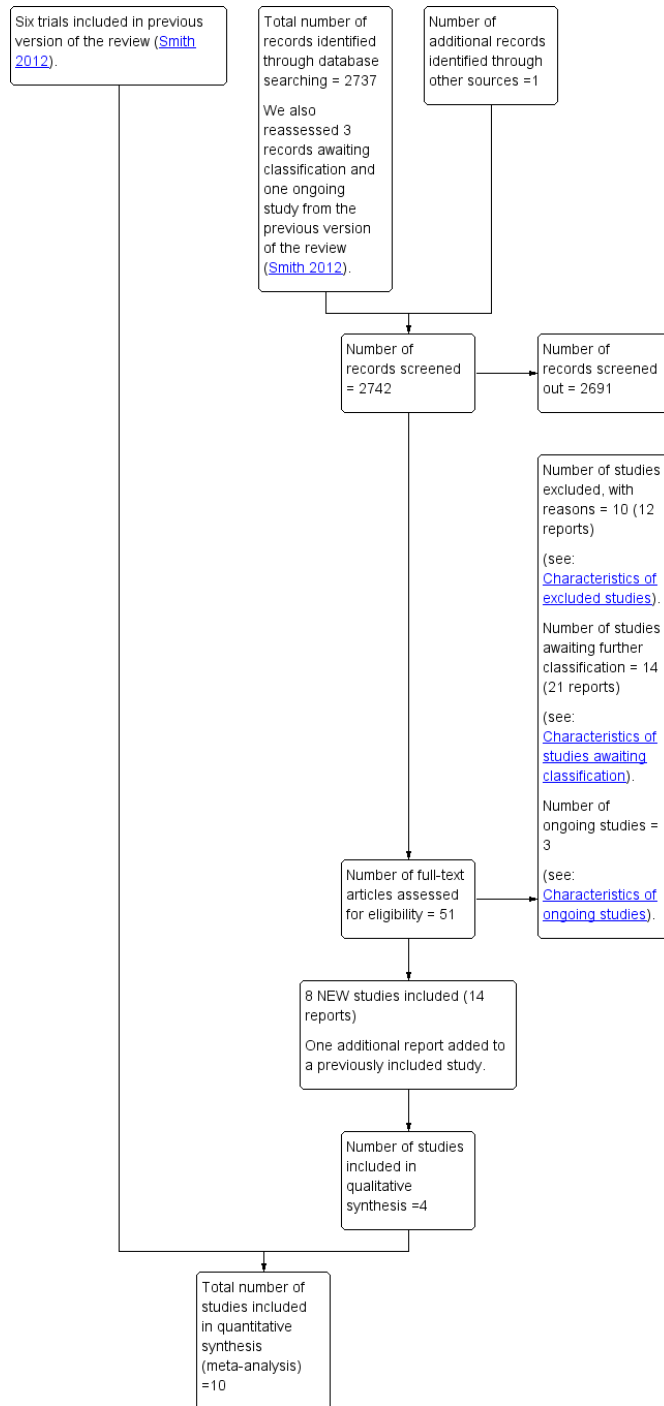 Six trials included in previous
version of the review (Smith
2012).
Total number of
records identified
through database
searching = 2737
We also
reassessed 3
records awaiting
classification and
one ongoing
study from the
previous version
of the review
(Smith 2012).
Number of
additional records
identified through
other sources =1
Number of
records screened
= 2742
Number of
records screened
out = 2691
Number of studies
excluded, with
reasons = 10 (12
reports)
(see:
Characteristics of
excluded studies).
Number of studies
awaiting further
classification = 14
(21 reports)
(see:
Characteristics of
studies awaiting
classification).
Number of
ongoing studies =
3
(see:
Characteristics of
ongoing studies).
Number of full-text
articles assessed
for eligibility = 51
8 NEW studies included (14
reports)
One additional report added to
a previously included study.
Number of studies
included in
qualitative
synthesis =4
Total number of
studies included
in quantitative
synthesis
(meta-analysis)
=10